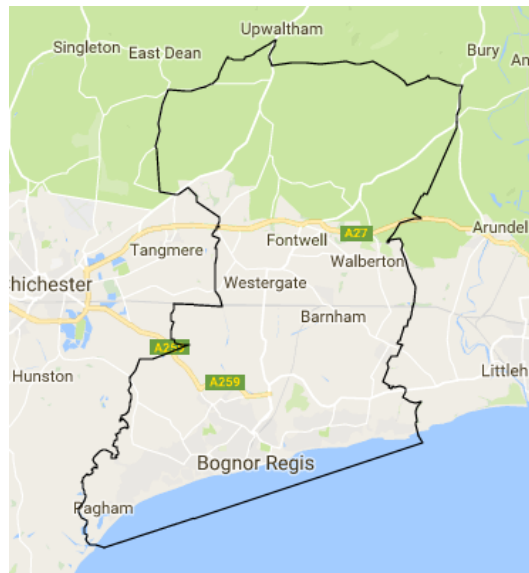 Upwaltham
Singleton
East Dean
Bury
An
A27
Arundel
Tangmere
Fontwell
Walberton
hichester
Westergate
Barnham
Hunston
A259
Littleh
Bognor Regis
Pagham